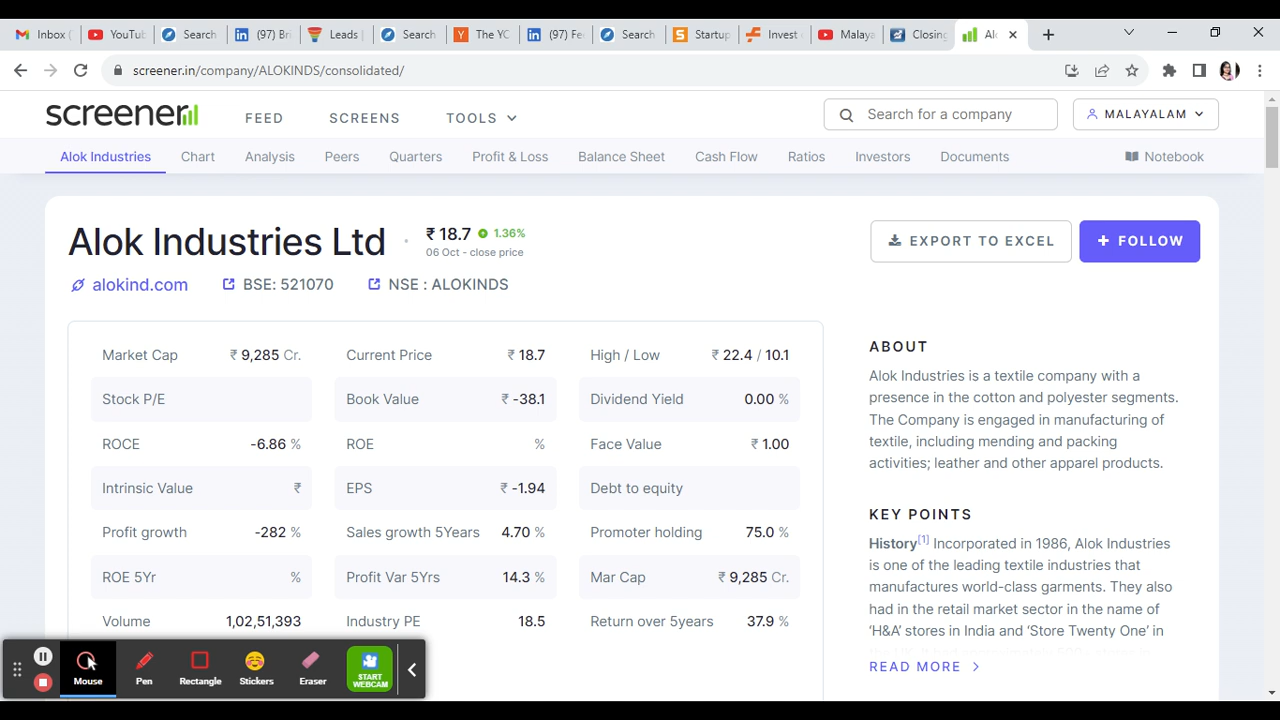 Inbox
YouTu
Search
(97) Bri
Leads
Search
The YC
(97) Fee
Search
Startup
Invest
Malaya
Closing
Al
screener.in/company/ALOKINDS/consolidated/
screener
FEED
SCREENS
TOOLS
Search for a company
MALAYALAM
Alok Industries
Chart
Analysis
Peers
Quarters
Profit & Loss
Balance Sheet
Cash Flow
Ratios
Investors
Documents
Notebook
Alok Industries Ltd
₹ 18.7 1.36%
06 Oct - close price
EXPORT TO EXCEL
+ FOLLOW
alokind.com
BSE: 521070
NSE : ALOKINDS
Market Cap ₹ 9,285 Cr.
Current Price ₹ 18.7
High / Low ₹ 22.4 / 10.1
Stock P/E
Book Value ₹ -38.1
Dividend Yield 0.00 %
ROCE -6.86 %
ROE %
Face Value ₹ 1.00
Intrinsic Value ₹
EPS ₹ -1.94
Debt to equity
Profit growth -282 %
Sales growth 5Years 4.70 %
Promoter holding 75.0 %
ROE 5Yr %
Profit Var 5Yrs 14.3 %
Mar Cap ₹ 9,285 Cr.
Volume 1,02,51,393
Industry PE 18.5
Return over 5years 37.9 %
ABOUT
Alok Industries is a textile company with a
presence in the cotton and polyester segments.
The Company is engaged in manufacturing of
textile, including mending and packing
activities; leather and other apparel products.
KEY POINTS
History[1] Incorporated in 1986, Alok Industries
is one of the leading textile industries that
manufactures world-class garments. They also
had in the retail market sector in the name of
'H&A' stores in India and 'Store Twenty One' in
READ MORE
Mouse
Pen
Rectangle
Stickers
Eraser
START
WEBCAM